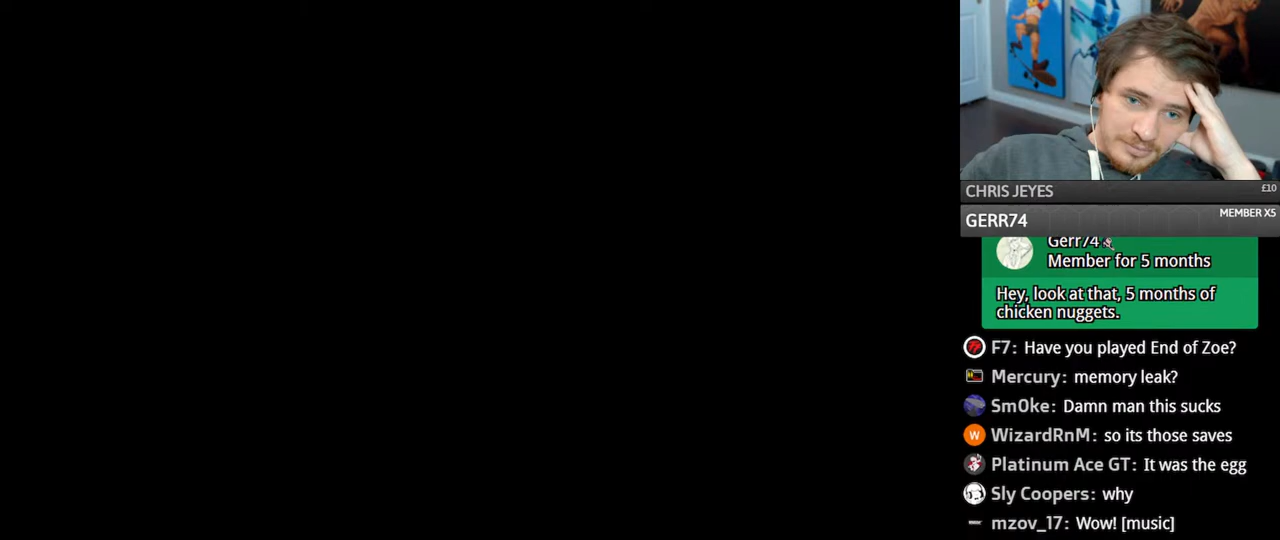 CHRIS JEYES £10
GERR74 MEMBER X5
Gerr74
Member for 5 months
Hey, look at that, 5 months of
chicken nuggets.
F7: Have you played End of Zoe?
Mercury: memory leak?
Sm0ke: Damn man this sucks
WizardRnM: so its those saves
Platinum Ace GT: It was the egg
Sly Coopers: why
mzov_17: Wow! [music]